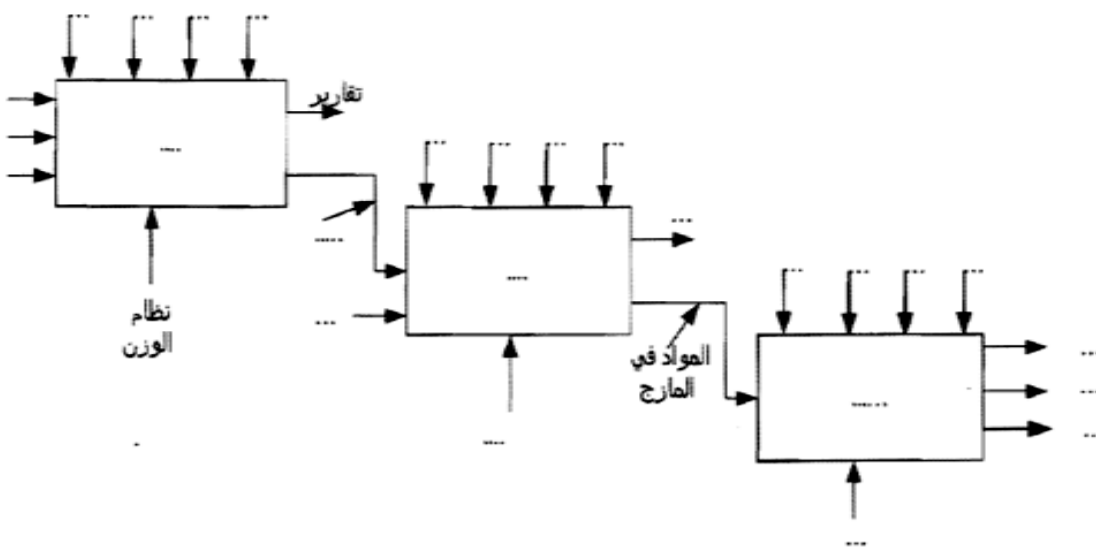 تقارير
نظام
الوزن
المواد في
المازج